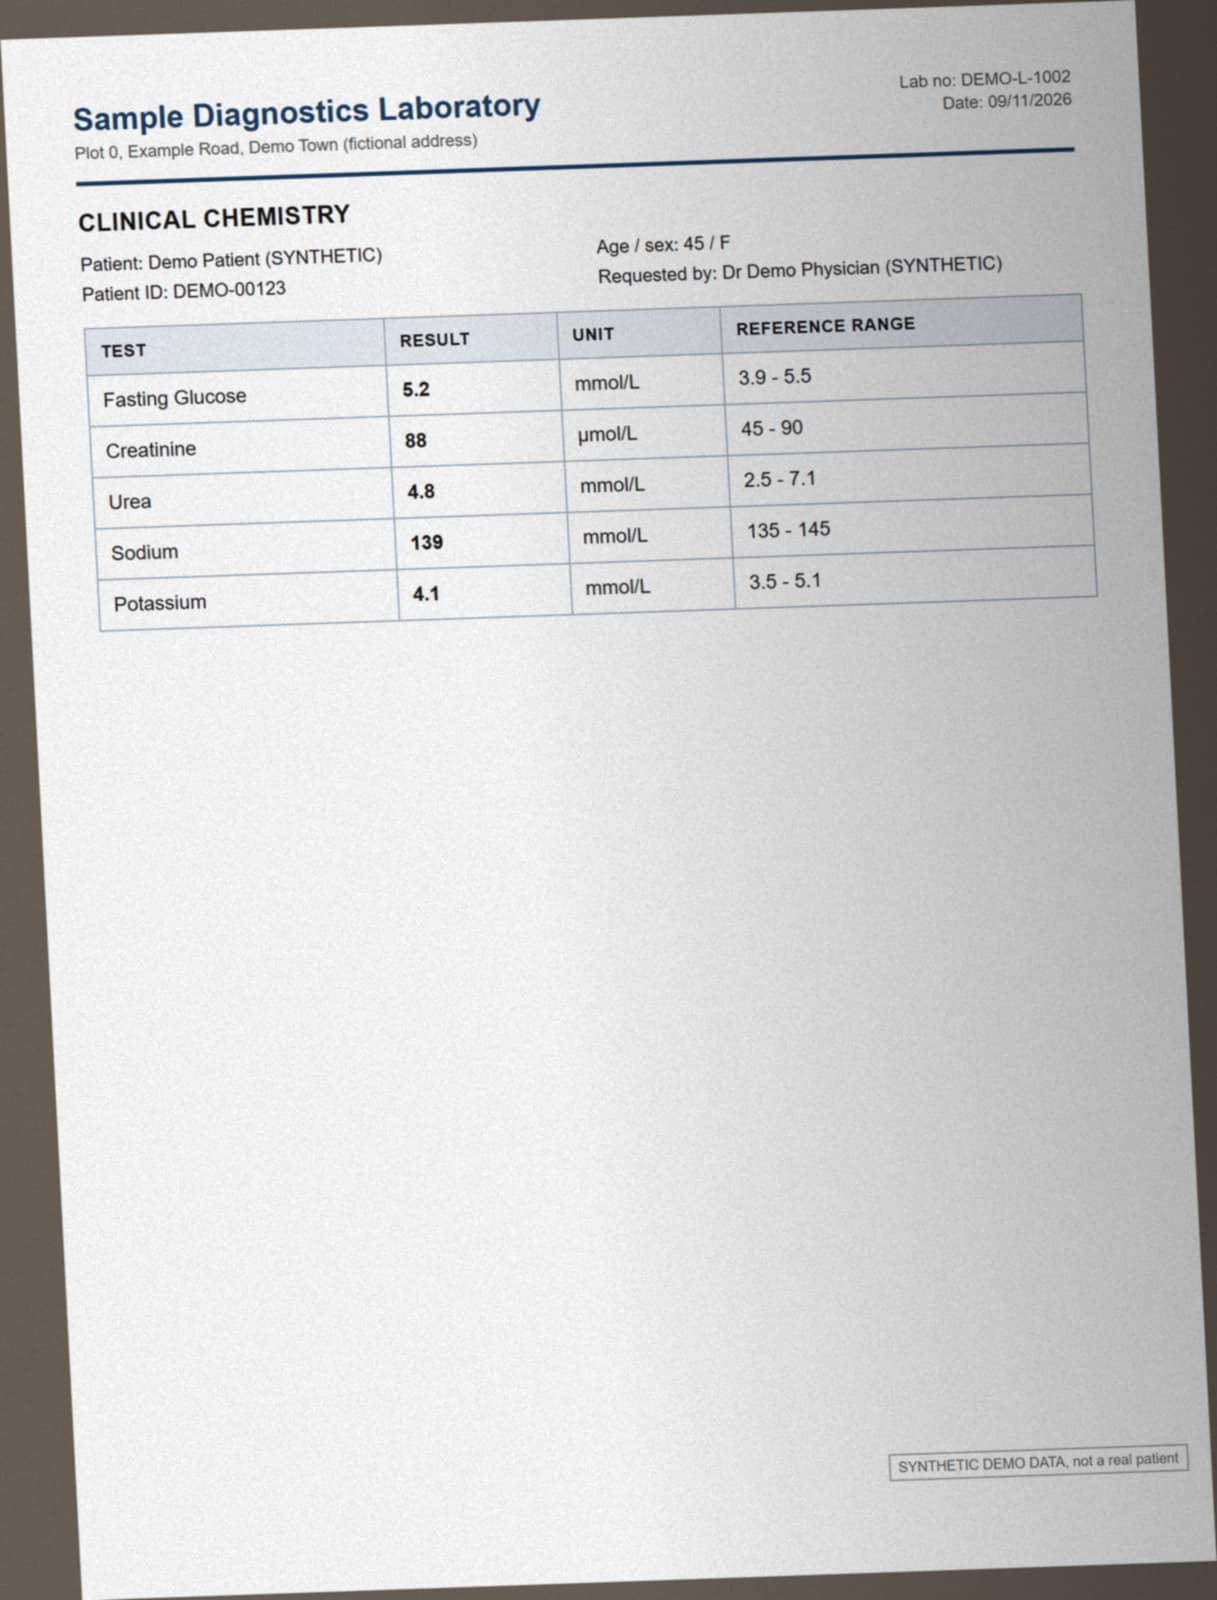 Sample Diagnostics Laboratory
Plot 0, Example Road, Demo Town (fictional address)
Lab no: DEMO-L-1002
Date: 09/11/2026
CLINICAL CHEMISTRY
Patient: Demo Patient (SYNTHETIC)
Age / sex: 45 / F
Patient ID: DEMO-00123
Requested by: Dr Demo Physician (SYNTHETIC)
TEST RESULT UNIT REFERENCE RANGE
Fasting Glucose 5.2 mmol/L 3.9 - 5.5
Creatinine 88 µmol/L 45 - 90
Urea 4.8 mmol/L 2.5 - 7.1
Sodium 139 mmol/L 135 - 145
Potassium 4.1 mmol/L 3.5 - 5.1
SYNTHETIC DEMO DATA, not a real patient